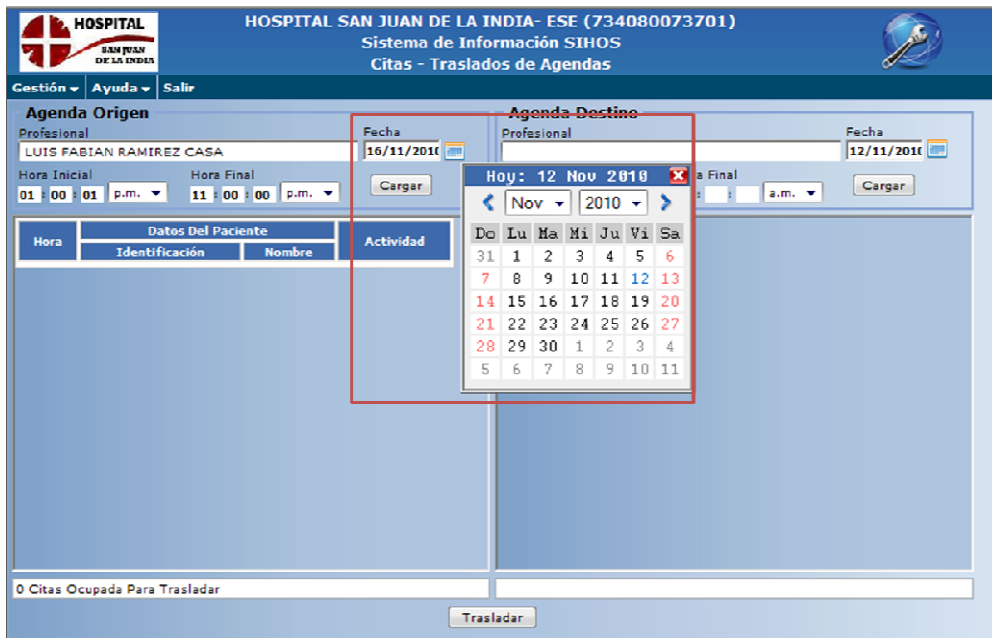 HOSPITAL
SAN JUAN
DE LA INDIA
HOSPITAL SAN JUAN DE LA INDIA- ESE (734080073701)
Sistema de Información SIHOS
Citas - Traslados de Agendas
Gestión Ayuda Salir
Agenda Origen
Profesional Fecha
LUIS FABIAN RAMIREZ CASA 16/11/201
Hora Inicial Hora Final
01 : 00 : 01 p.m. 11 : 00 : 00 p.m. Cargar
Hora Datos Del Paciente Actividad
Identificación Nombre
0 Citas Ocupada Para Trasladar
Agenda Destino
Profesional Fecha
12/11/201
a Final
: : a.m. Cargar
Hoy: 12 Nov 2010 X
Nov 2010
Do Lu Ma Mi Ju Vi Sa
31 1 2 3 4 5 6
7 8 9 10 11 12 13
14 15 16 17 18 19 20
21 22 23 24 25 26 27
28 29 30 1 2 3 4
5 6 7 8 9 10 11
Trasladar